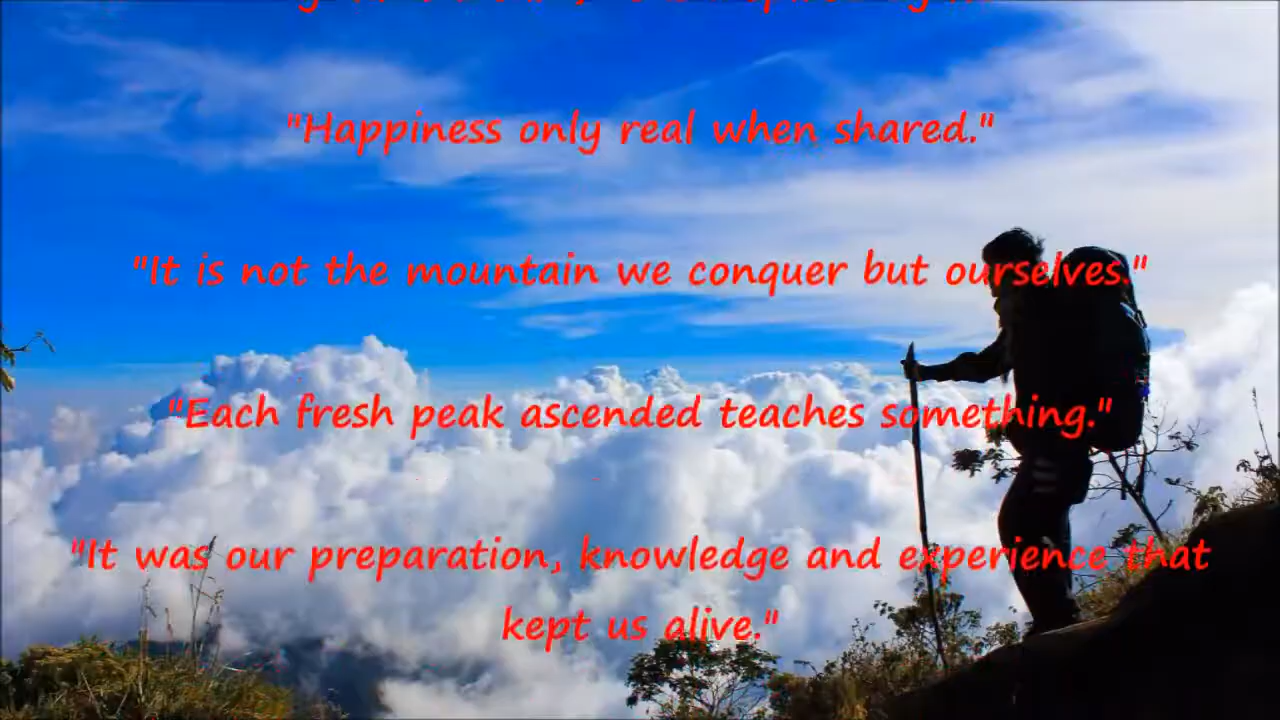 "Happiness only real when shared."
"It is not the mountain we conquer but ourselves."
"Each fresh peak ascended teaches something."
"It was our preparation, knowledge and experience that
kept us alive."